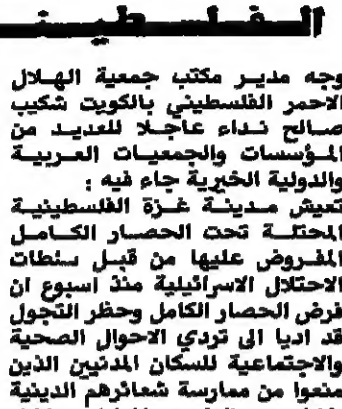 الفلسطينـ
وجه مدير مكتب جمعية الهلال
الاحمر الفلسطيني بالكويت شكيب
صالح نداء عاجلا للعديد من
المؤسسات والجمعيات العربية
والدولية الخيرية جاء فيه :
تعيش مدينة غزة الفلسطينية
المحتلة تحت الحصار الكامل
المفروض عليها من قبل سلطات
الاحتلال الاسرائيلية منذ اسبوع ان
فرض الحصار الكامل وحظر التجول
قد اديا الى تردي الاحوال الصحية
والاجتماعية للسكان المدنيين الذين
منعوا من ممارسة شعائرهم الدينية